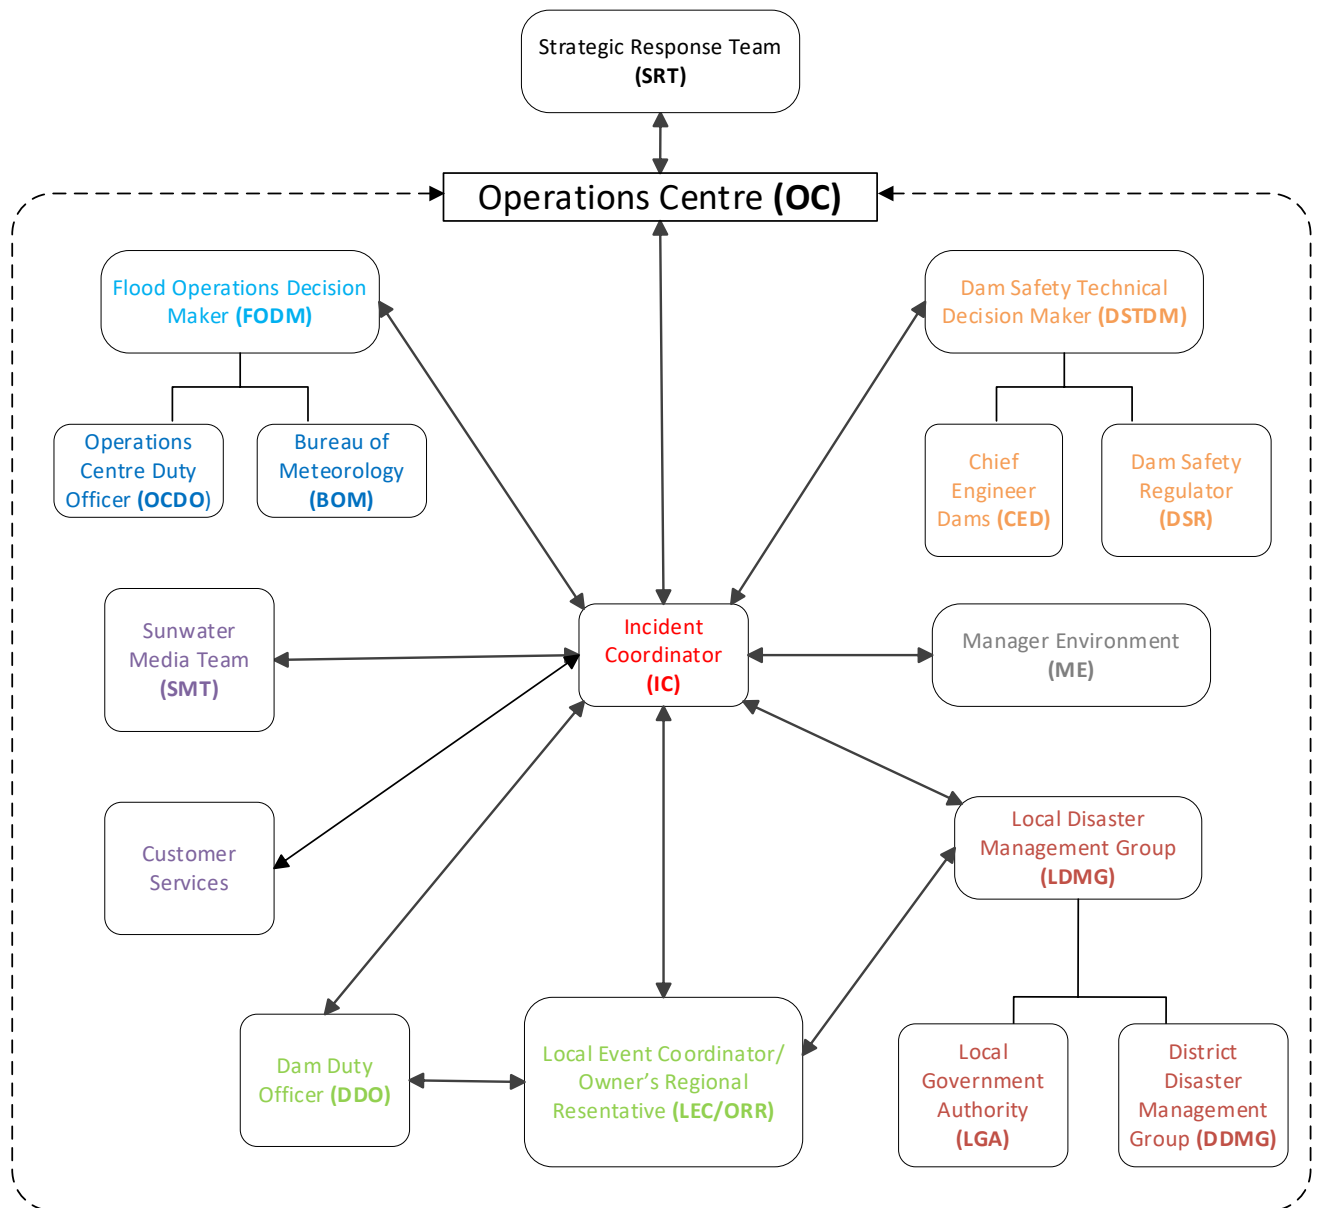 Strategic Response Team
(SRT)
Operations Centre (OC)
Flood Operations Decision
Maker (FODM)
Dam Safety Technical
Decision Maker (DSTDM)
Operations
Centre Duty
Officer (OCDO)
Bureau of
Meteorology
(BOM)
Chief
Engineer
Dams (CED)
Dam Safety
Regulator
(DSR)
Sunwater
Media Team
(SMT)
Incident
Coordinator
(IC)
Manager Environment
(ME)
Customer
Services
Local Disaster
Management Group
(LDMG)
Dam Duty
Officer (DDO)
Local Event Coordinator/
Owner’s Regional
Resentative (LEC/ORR)
Local
Government
Authority
(LGA)
District
Disaster
Management
Group (DDMG)